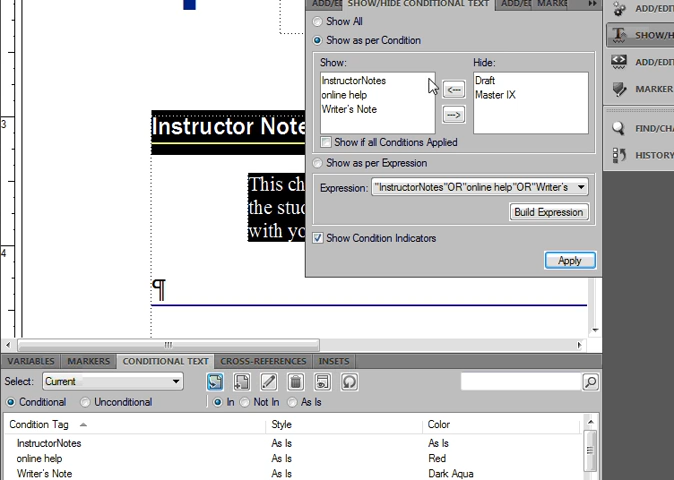 ADD/E
SHOW/HIDE CONDITIONAL TEXT
ADD/E
MARK
Show All
Show as per Condition
Show:
Hide:
InstructorNotes
online help
Writer's Note
<---
--->
Draft
Master IX
Show if all Conditions Applied
Show as per Expression
Expression:
"InstructorNotes"OR"online help"OR"Writer's
Build Expression
Show Condition Indicators
Apply
ADD/EDI
SHOW/H
ADD/EDI
MARKER
FIND/CHA
HISTORY
3
Instructor Note
This ch
the stud
with yo
4
¶
VARIABLES
MARKERS
CONDITIONAL TEXT
CROSS-REFERENCES
INSETS
Select:
Current
Conditional
Unconditional
In
Not In
As Is
Condition Tag
Style
Color
InstructorNotes
As Is
As Is
online help
As Is
Red
Writer's Note
As Is
Dark Aqua